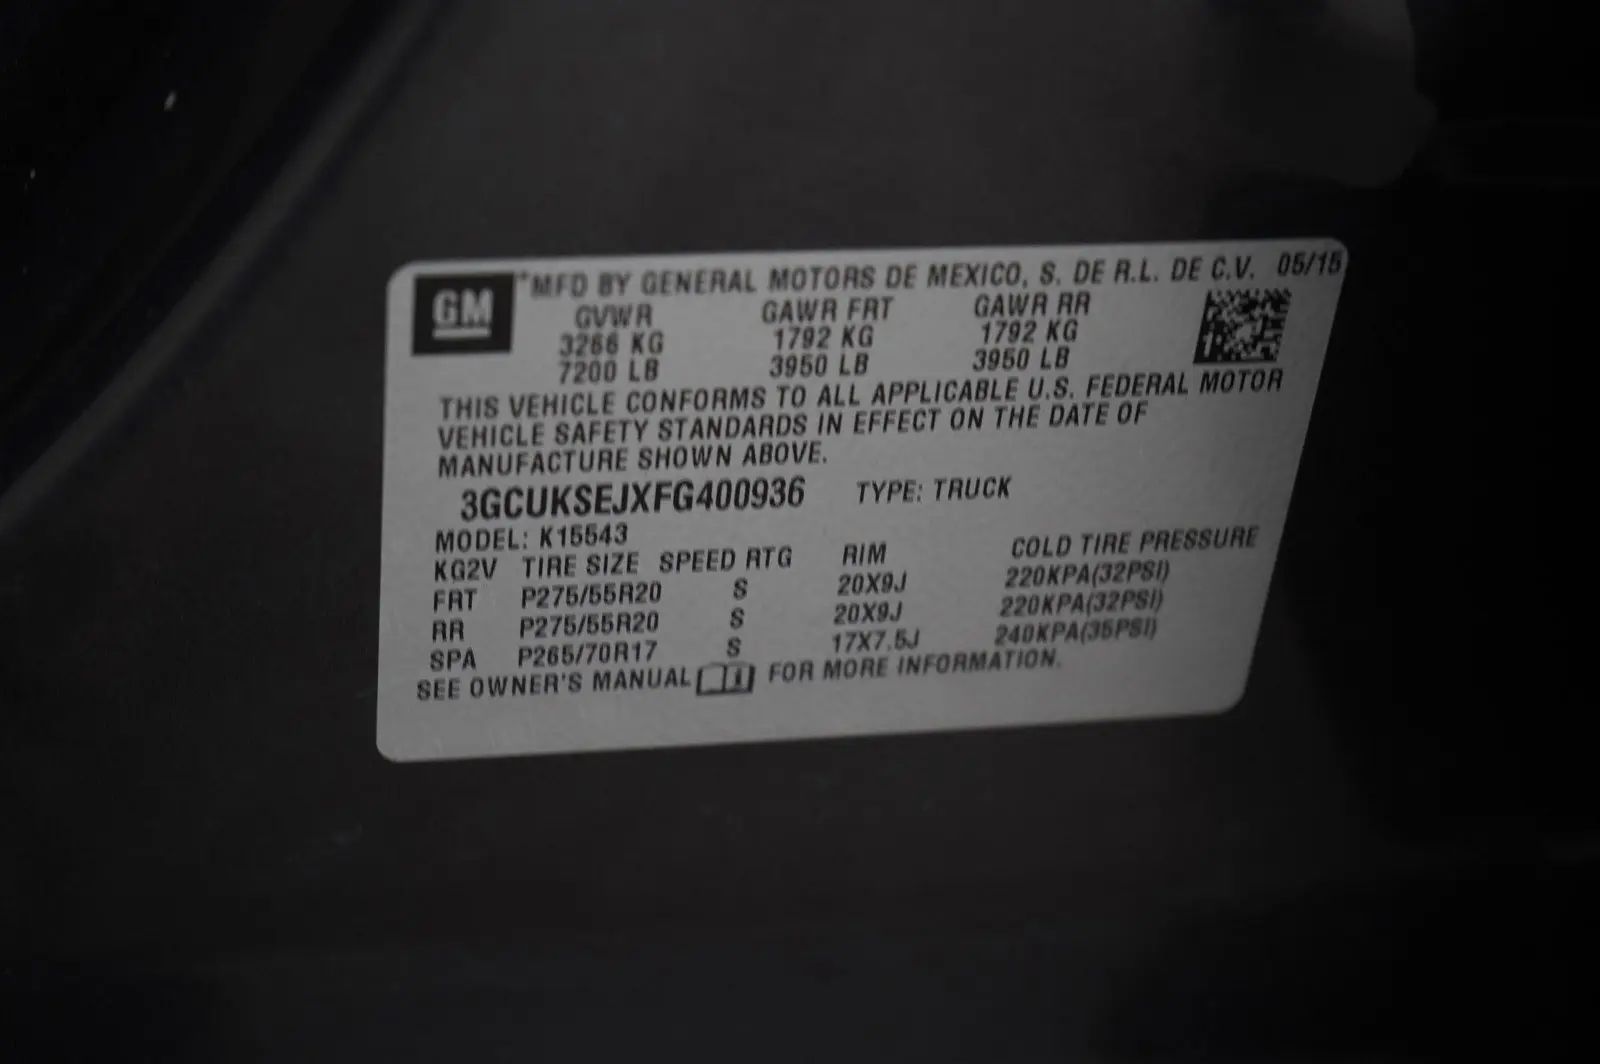 GM
*MFD BY GENERAL MOTORS DE MEXICO, S. DE R.L. DE C.V. 05/15
GVWR GAWR FRT GAWR RR
3266 KG 1792 KG 1792 KG
7200 LB 3950 LB 3950 LB
THIS VEHICLE CONFORMS TO ALL APPLICABLE U.S. FEDERAL MOTOR
VEHICLE SAFETY STANDARDS IN EFFECT ON THE DATE OF
MANUFACTURE SHOWN ABOVE.
3GCUKSEJXFG400936 TYPE: TRUCK
MODEL: K15543
KG2V TIRE SIZE SPEED RTG RIM COLD TIRE PRESSURE
FRT P275/55R20 S 20X9J 220KPA(32PSI)
RR P275/55R20 S 20X9J 220KPA(32PSI)
SPA P265/70R17 S 17X7.5J 240KPA(35PSI)
SEE OWNER'S MANUAL FOR MORE INFORMATION.